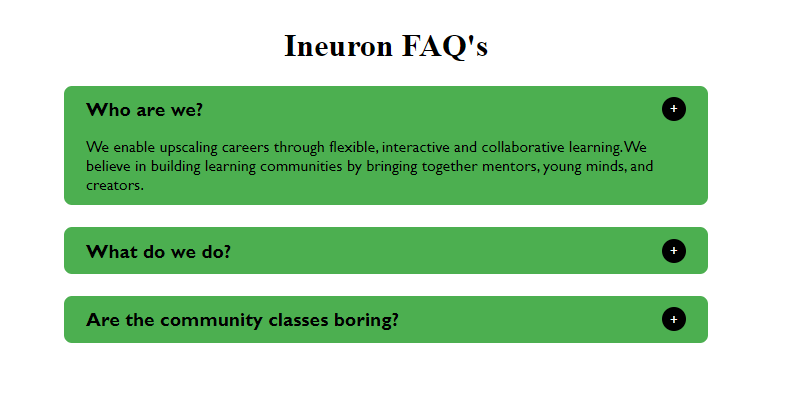 Ineuron FAQ's
Who are we?
+
We enable upscaling careers through flexible, interactive and collaborative learning.We
believe in building learning communities by bringing together mentors, young minds, and
creators.
What do we do?
+
Are the community classes boring?
+